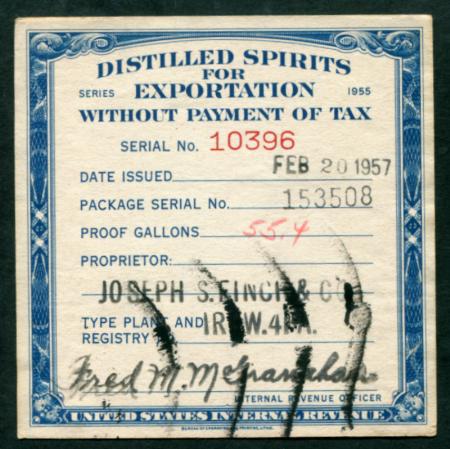 DISTILLED SPIRITS
FOR
SERIES EXPORTATION 1955
WITHOUT PAYMENT OF TAX
SERIAL No. 10396
DATE ISSUED FEB 20 1957
PACKAGE SERIAL No. 153508
PROOF GALLONS 55.4
PROPRIETOR:
JOSEPH S. FINCH & CO.
TYPE PLANT AND
REGISTRY
Fred M. McGranahan
INTERNAL REVENUE OFFICER
UNITED STATES INTERNAL REVENUE